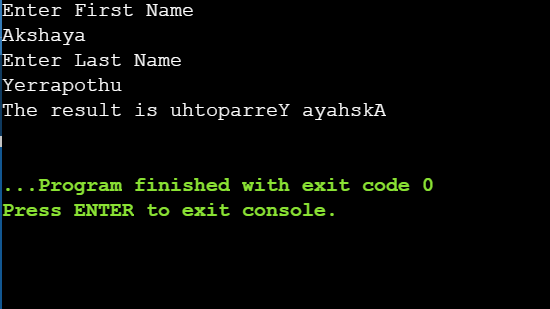 Enter First Name
Akshaya
Enter Last Name
Yerrapothu
The result is uhtoparreY ayahskA
...Program finished with exit code 0
Press ENTER to exit console.